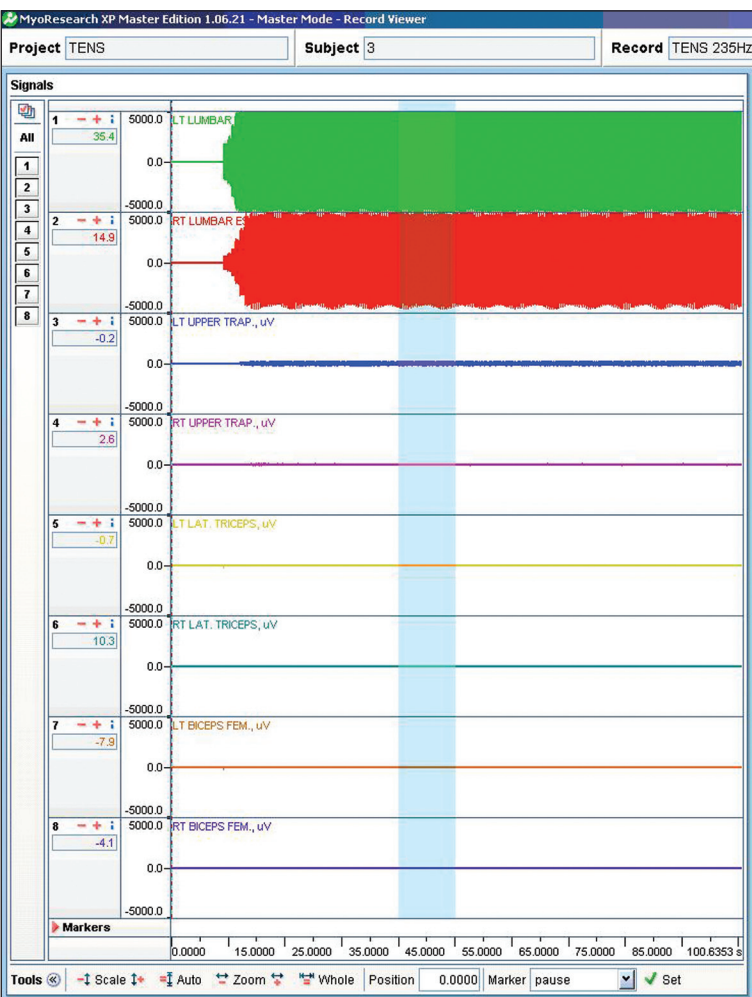 MyoResearch XP Master Edition 1.06.21 - Master Mode - Record Viewer
Project TENS Subject 3 Record TENS 235Hz
Signals
All
1
2
3
4
5
6
7
8
1 - + i 5000.0 LT LUMBAR
35.4
0.0
-5000.0
2 - + i 5000.0 RT LUMBAR ES
14.9
0.0
-5000.0
3 - + i 5000.0 LT UPPER TRAP., uV
-0.2
0.0
-5000.0
4 - + i 5000.0 RT UPPER TRAP., uV
2.6
0.0
-5000.0
5 - + i 5000.0 LT LAT. TRICEPS, uV
-0.7
0.0
-5000.0
6 - + i 5000.0 RT LAT. TRICEPS, uV
10.3
0.0
-5000.0
7 - + i 5000.0 LT BICEPS FEM., uV
-7.9
0.0
-5000.0
8 - + i 5000.0 RT BICEPS FEM., uV
-4.1
0.0
-5000.0
Markers
0.0000 15.0000 25.0000 35.0000 45.0000 55.0000 65.0000 75.0000 85.0000 100.6353 s
Tools Scale Auto Zoom Whole Position 0.0000 Marker pause Set